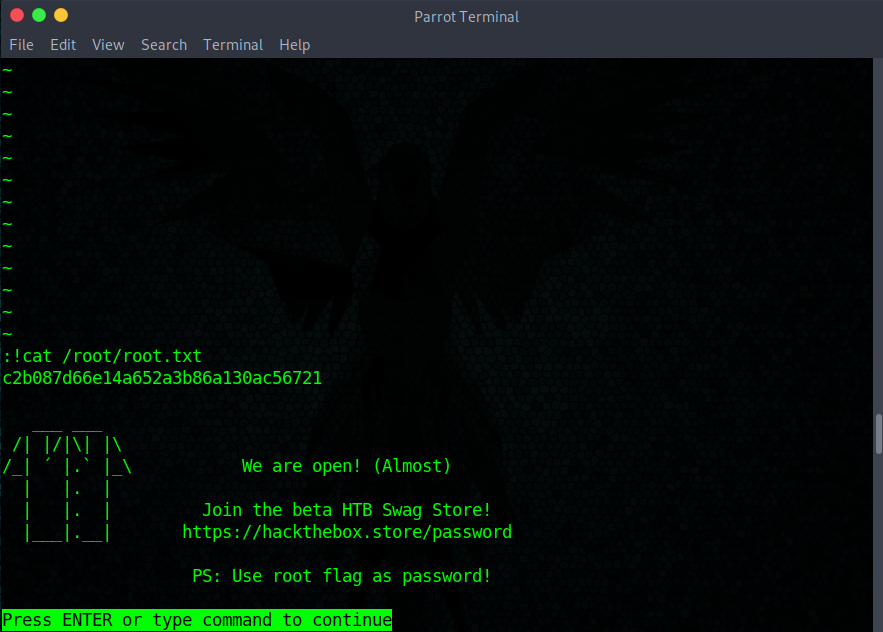 Parrot Terminal
File Edit View Search Terminal Help
~
~
~
~
~
~
~
~
~
~
~
~
~
:!cat /root/root.txt
c2b087d66e14a652a3b86a130ac56721
   ___ ___
 /| |/|\| |\
/_| ´ |.` |_\           We are open! (Almost)
  |   |.  |
  |   |.  |         Join the beta HTB Swag Store!
  |___|.__|       https://hackthebox.store/password
                   PS: Use root flag as password!
Press ENTER or type command to continue